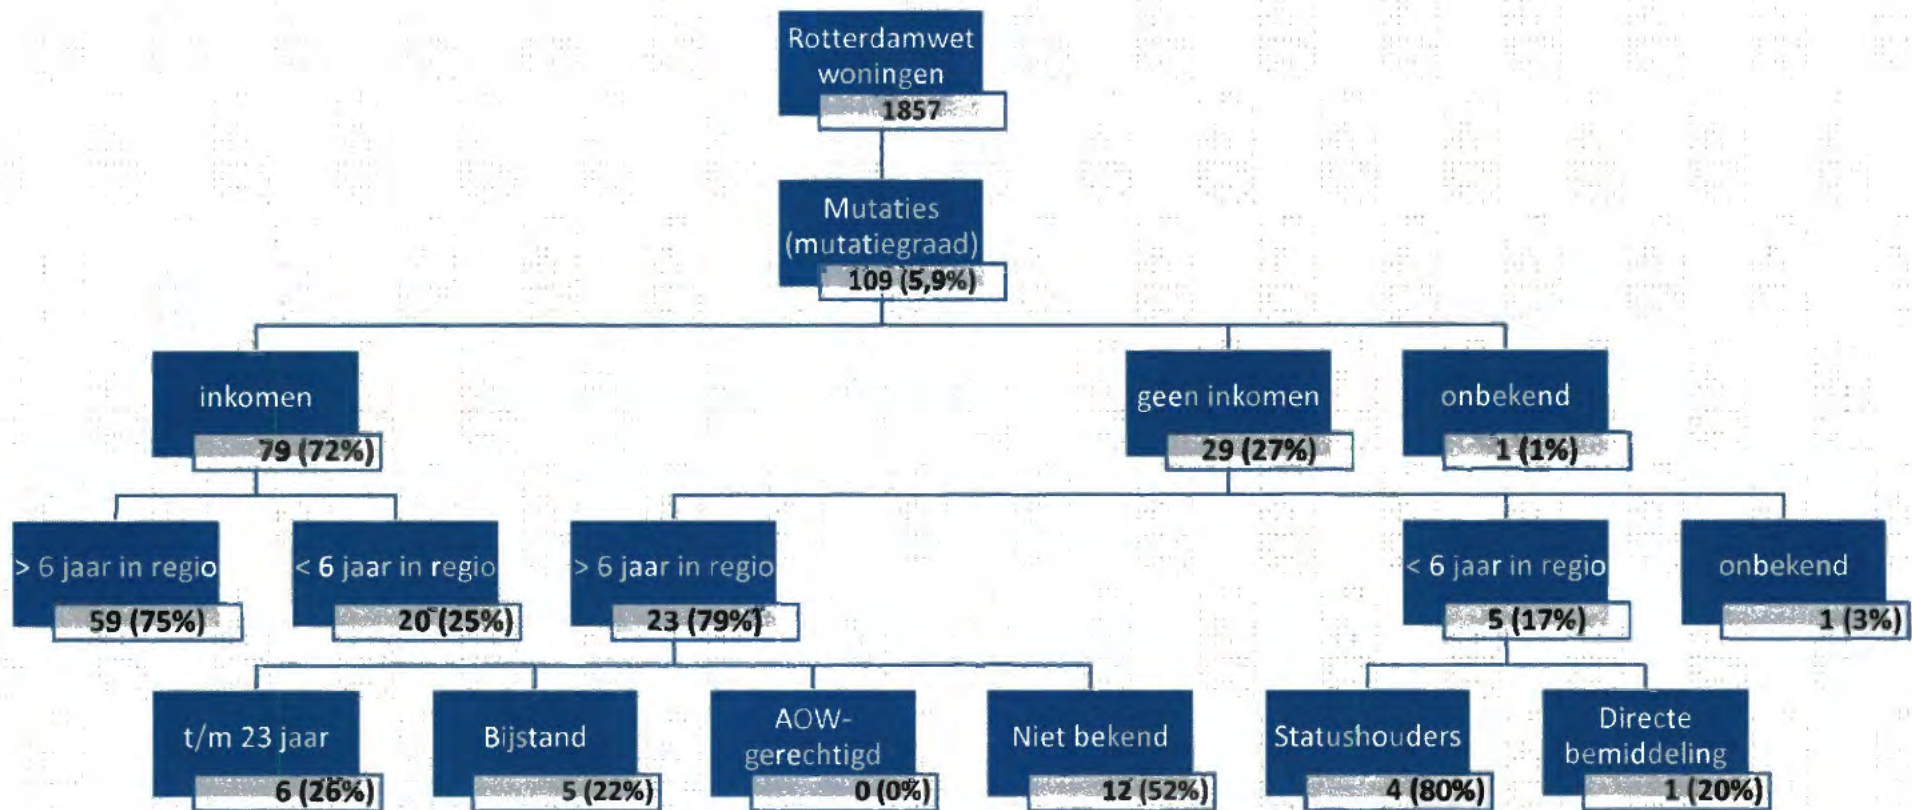 Rotterdamwet
woningen
1857
Mutaties
(mutatiegraad)
109 (5,9%)
inkomen
79 (72%)
geen inkomen
29 (27%)
onbekend
1 (1%)
> 6 jaar in regio
59 (75%)
< 6 jaar in regio
20 (25%)
> 6 jaar in regio
23 (79%)
< 6 jaar in regio
5 (17%)
onbekend
1 (3%)
t/m 23 jaar
6 (26%)
Bijstand
5 (22%)
AOW-
gerechtigd
0 (0%)
Niet bekend
12 (52%)
Statushouders
4 (80%)
Directe
bemiddeling
1 (20%)